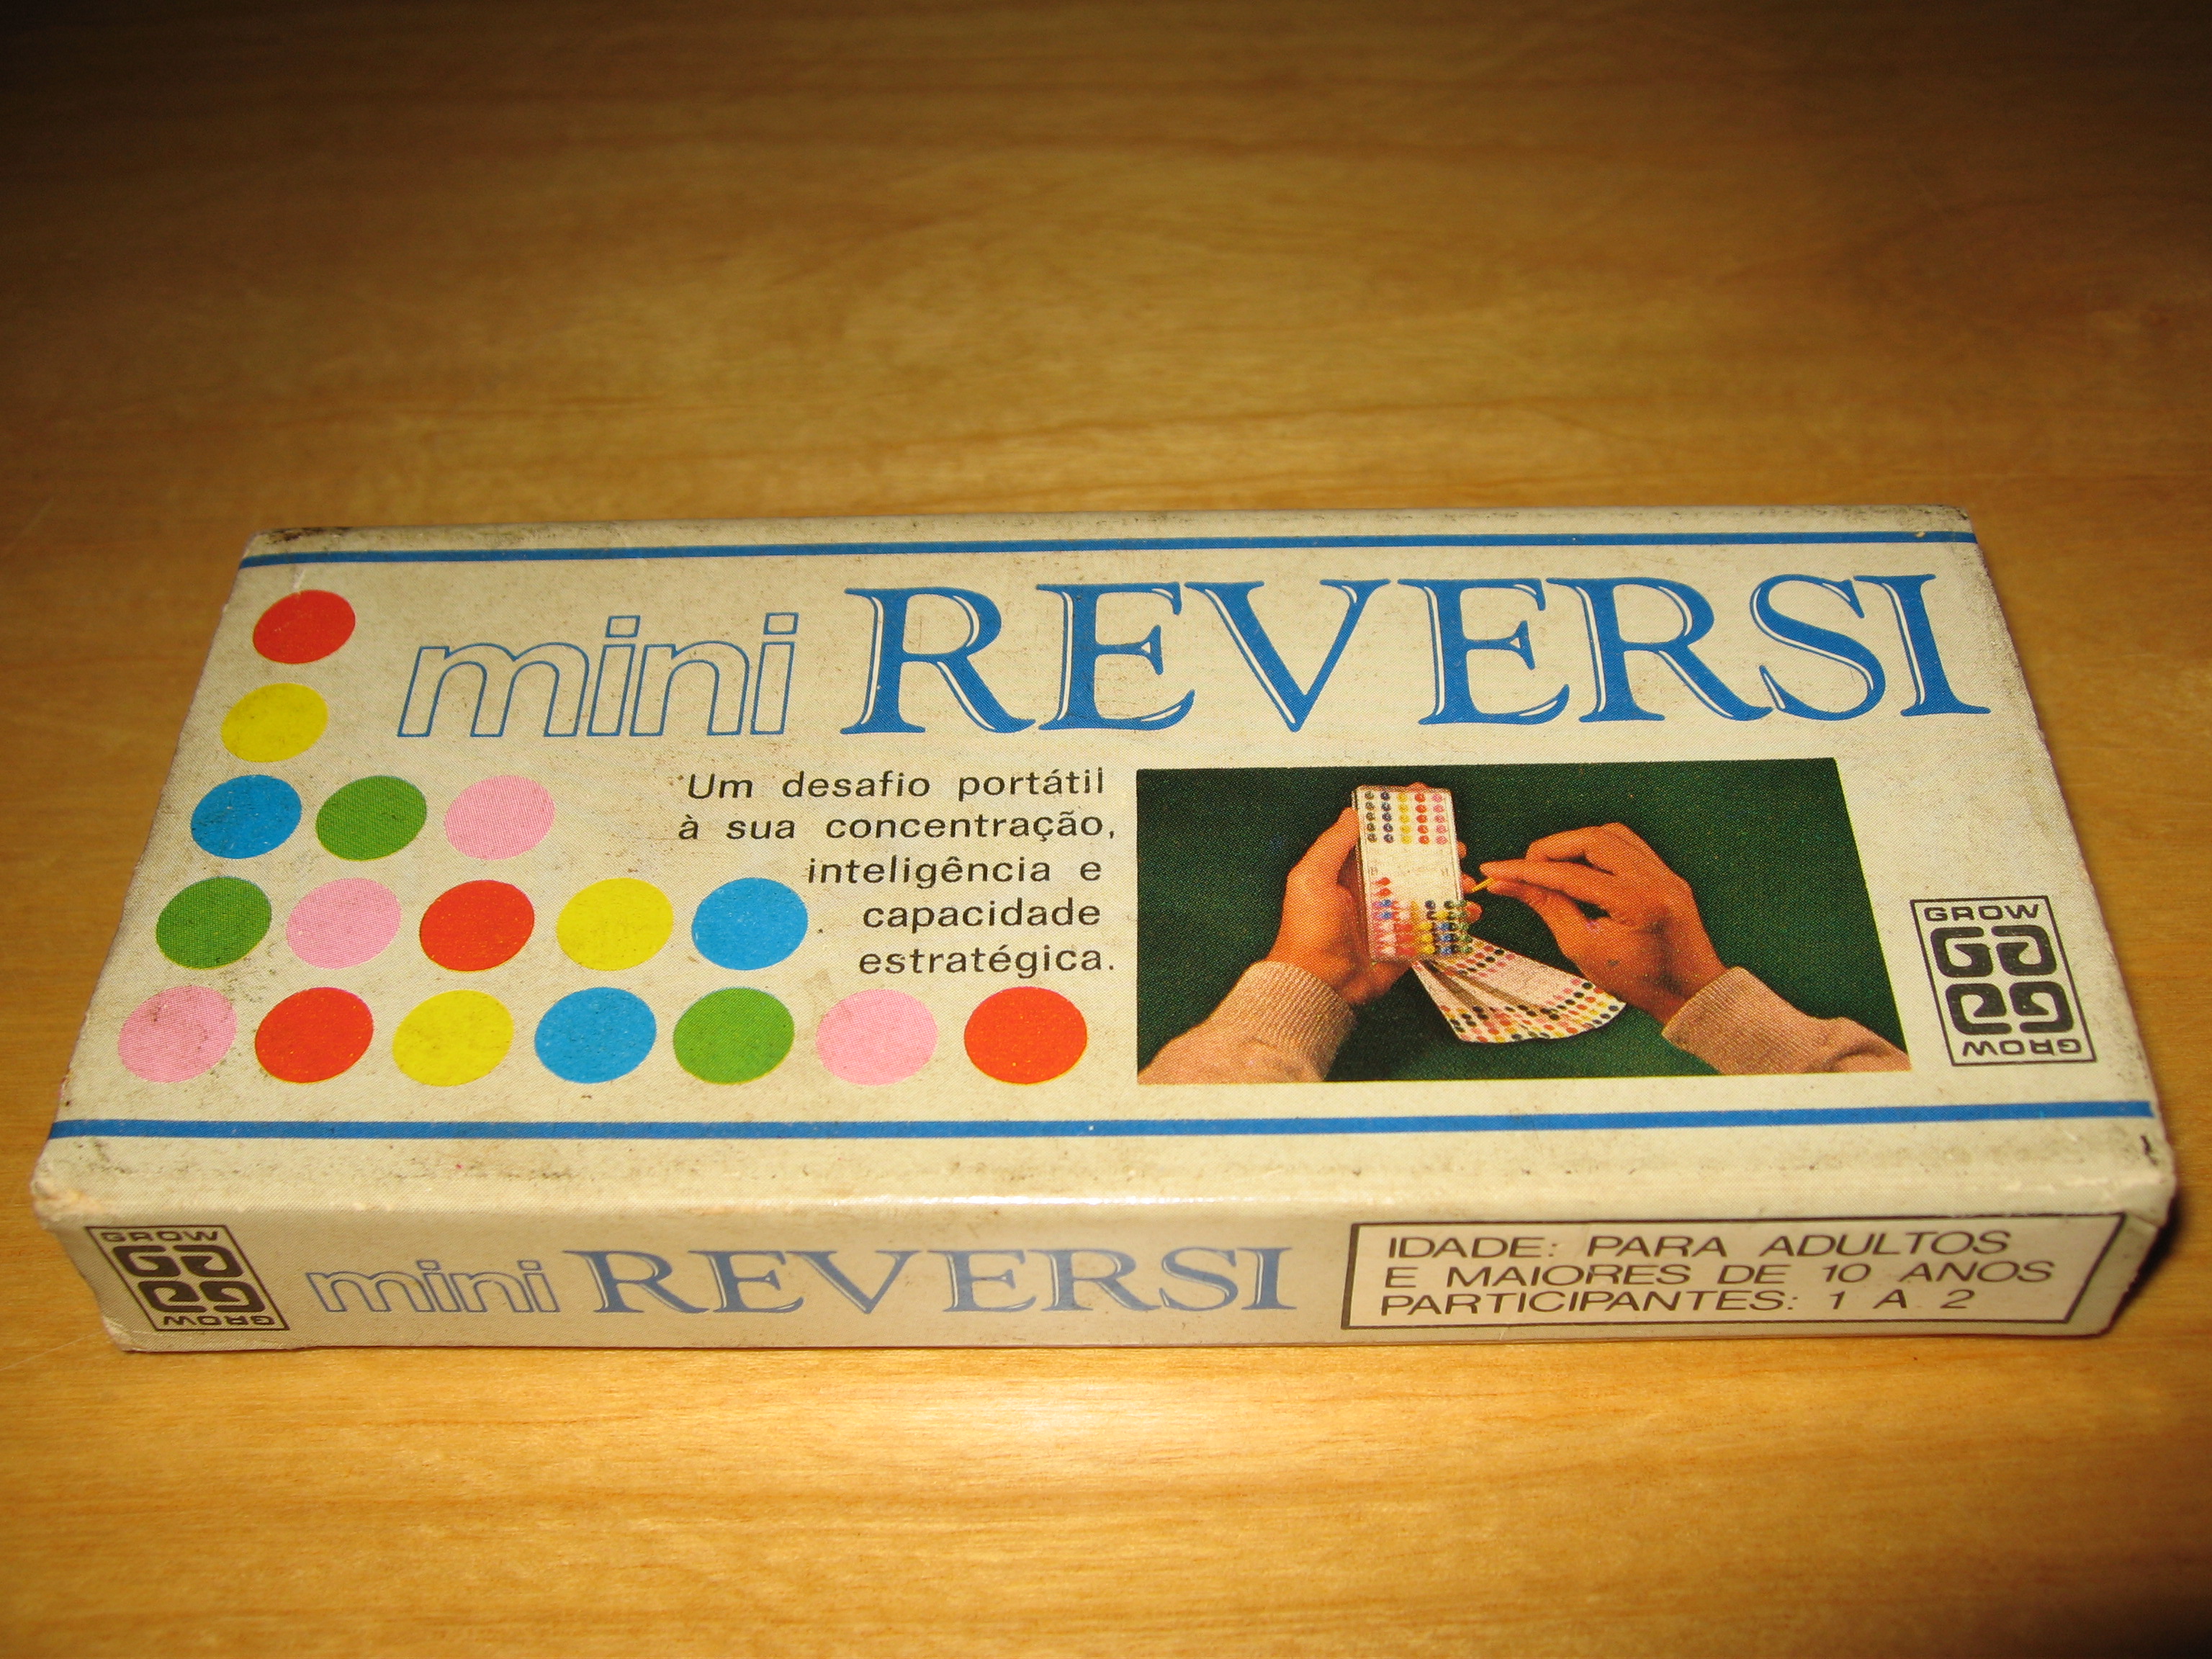 mini REVERSI
Um desafio portátil
à sua concentração,
inteligência e
capacidade
estratégica.
GROW
GROW
GROW
GROW
mini REVERSI
IDADE: PARA ADULTOS
E MAIORES DE 10 ANOS
PARTICIPANTES: 1 A 2